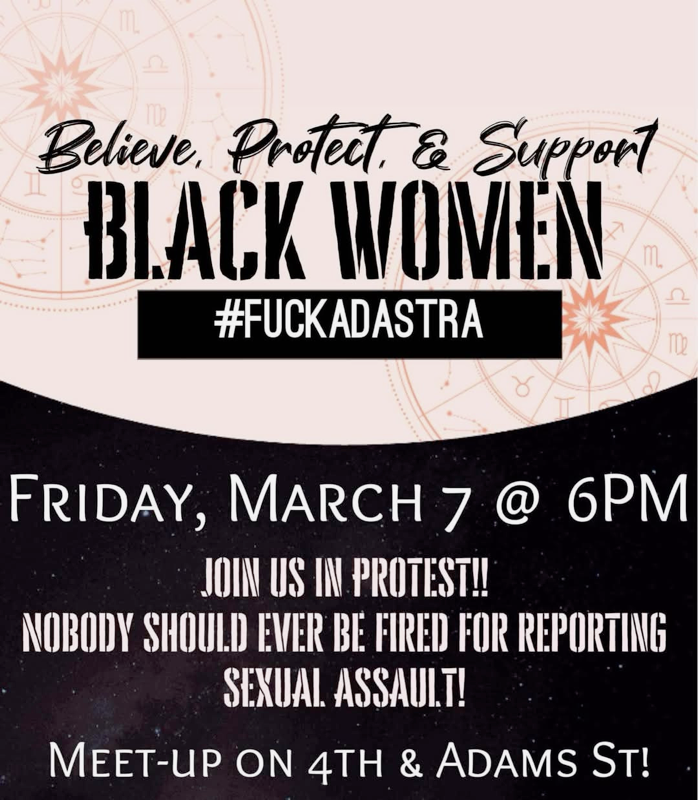 Believe, Protect, & Support
BLACK WOMEN
#FUCKADASTRA
FRIDAY, MARCH 7 @ 6PM
JOIN US IN PROTEST!!
NOBODY SHOULD EVER BE FIRED FOR REPORTING
SEXUAL ASSAULT!
MEET-UP ON 4TH & ADAMS ST!